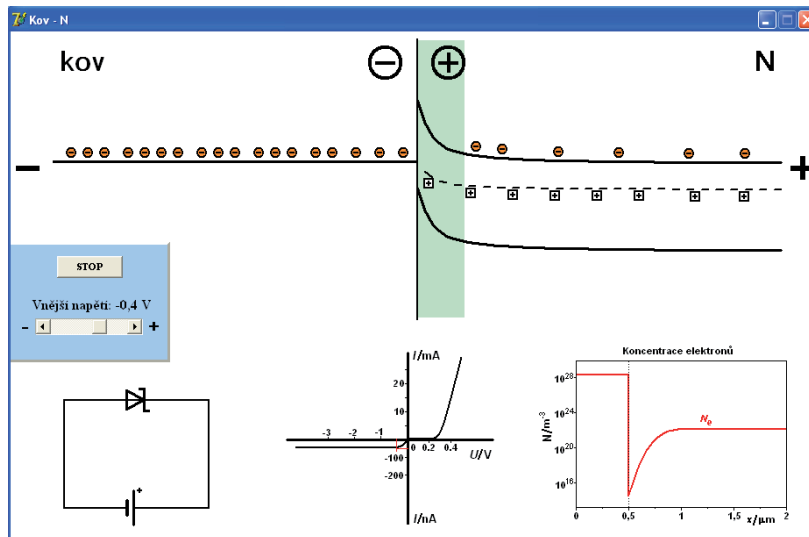 Kov - N
kov
N
STOP
Vnější napětí: -0,4 V
- +
I/mA
20
10
-3 -2 -1 0 0.2 0.4
U/V
-100
-200
I/nA
Koncentrace elektronů
N/m-3
10^28
10^24
10^20
10^16
Ne
0 0,5 1 1,5 2
x/μm